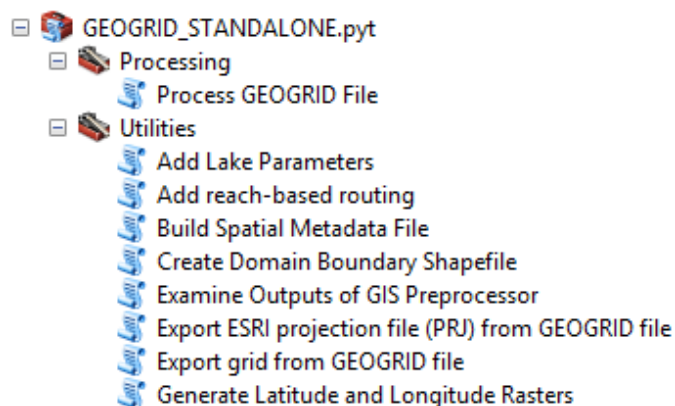 GEOGRID_STANDALONE.pyt
Processing
Process GEOGRID File
Utilities
Add Lake Parameters
Add reach-based routing
Build Spatial Metadata File
Create Domain Boundary Shapefile
Examine Outputs of GIS Preprocessor
Export ESRI projection file (PRJ) from GEOGRID file
Export grid from GEOGRID file
Generate Latitude and Longitude Rasters